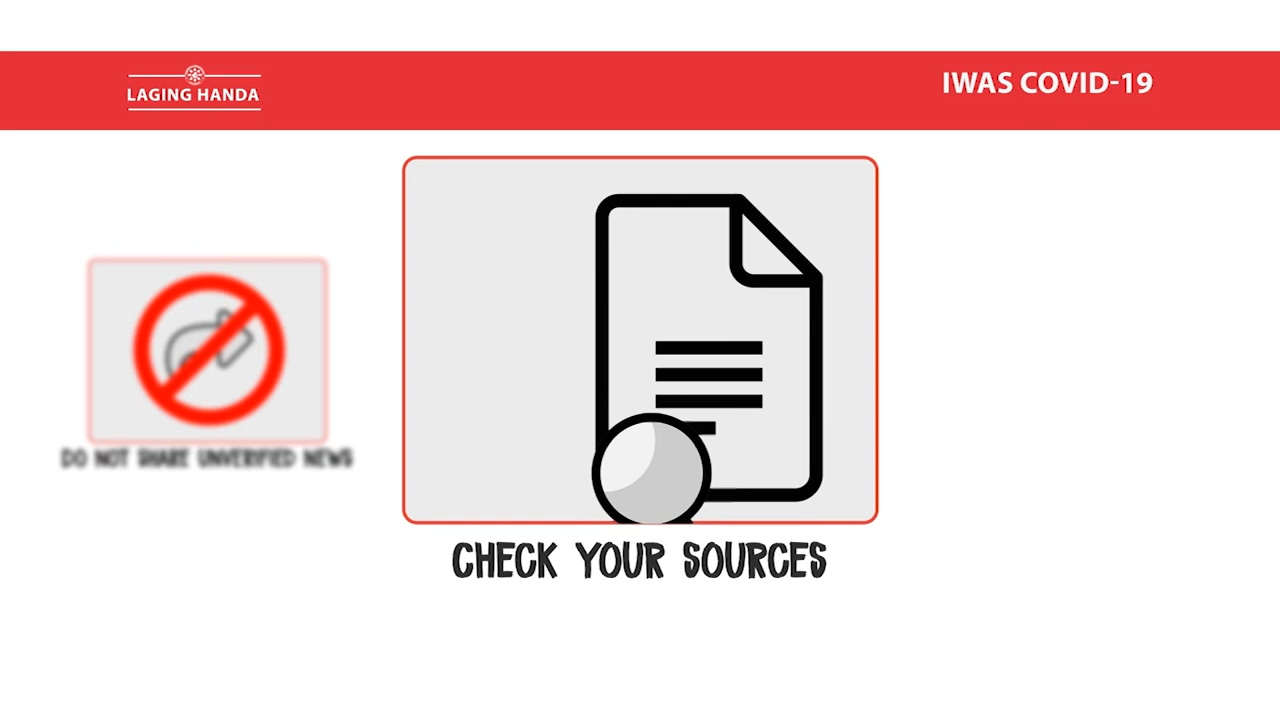 LAGING HANDA
IWAS COVID-19
DO NOT SHARE UNVERIFIED NEWS
CHECK YOUR SOURCES